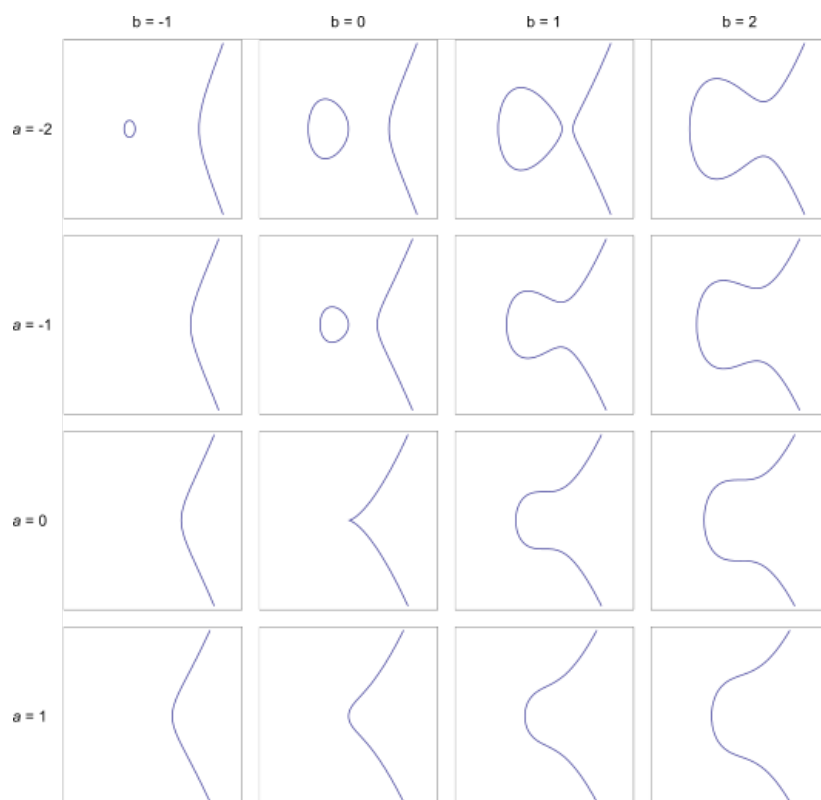 b = -1 b = 0 b = 1 b = 2
a = -2
a = -1
a = 0
a = 1